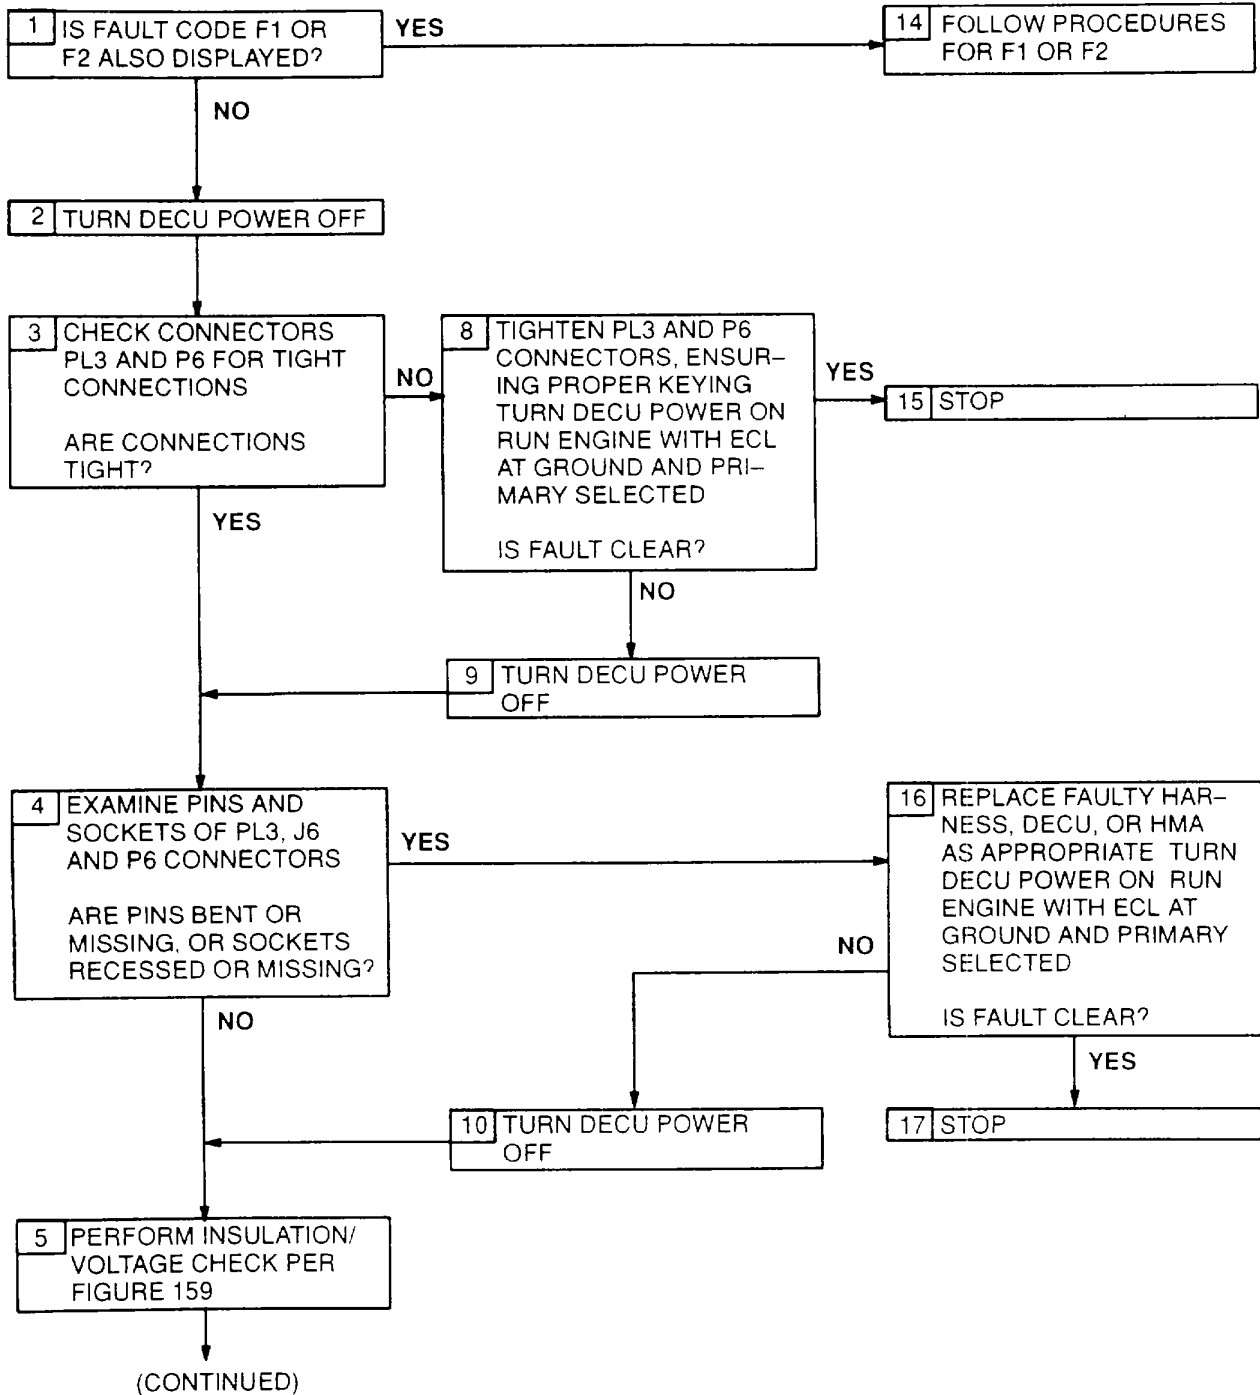 1 IS FAULT CODE F1 OR
F2 ALSO DISPLAYED?
YES
14 FOLLOW PROCEDURES
FOR F1 OR F2
NO
2 TURN DECU POWER OFF
3 CHECK CONNECTORS
PL3 AND P6 FOR TIGHT
CONNECTIONS
ARE CONNECTIONS
TIGHT?
NO
8 TIGHTEN PL3 AND P6
CONNECTORS, ENSUR-
ING PROPER KEYING
TURN DECU POWER ON
RUN ENGINE WITH ECL
AT GROUND AND PRI-
MARY SELECTED
IS FAULT CLEAR?
YES
15 STOP
YES
NO
9 TURN DECU POWER
OFF
4 EXAMINE PINS AND
SOCKETS OF PL3, J6
AND P6 CONNECTORS
ARE PINS BENT OR
MISSING, OR SOCKETS
RECESSED OR MISSING?
YES
16 REPLACE FAULTY HAR-
NESS, DECU, OR HMA
AS APPROPRIATE TURN
DECU POWER ON RUN
ENGINE WITH ECL AT
GROUND AND PRIMARY
SELECTED
IS FAULT CLEAR?
NO
YES
17 STOP
NO
10 TURN DECU POWER
OFF
5 PERFORM INSULATION/
VOLTAGE CHECK PER
FIGURE 159
(CONTINUED)